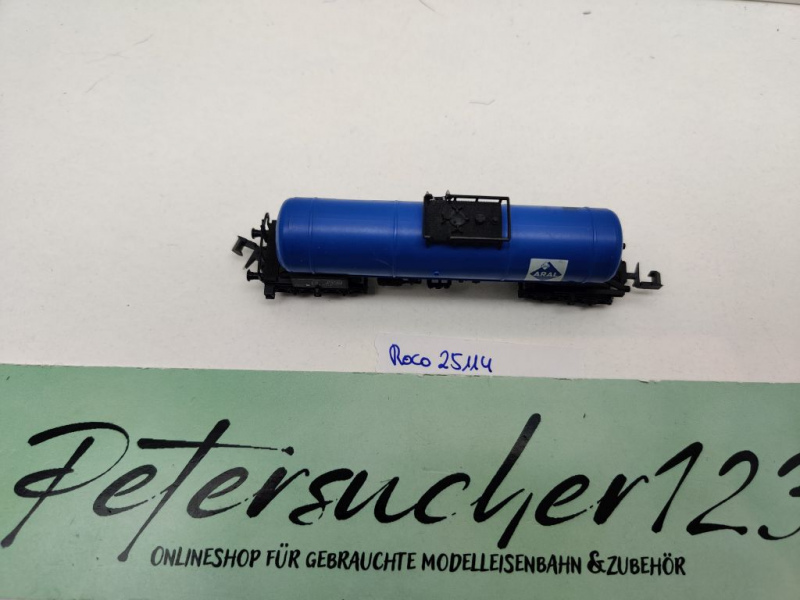 ARAL
Roco 25114
Petersucher123
ONLINESHOP FÜR GEBRAUCHTE MODELLEISENBAHN &ZUBEHÖR